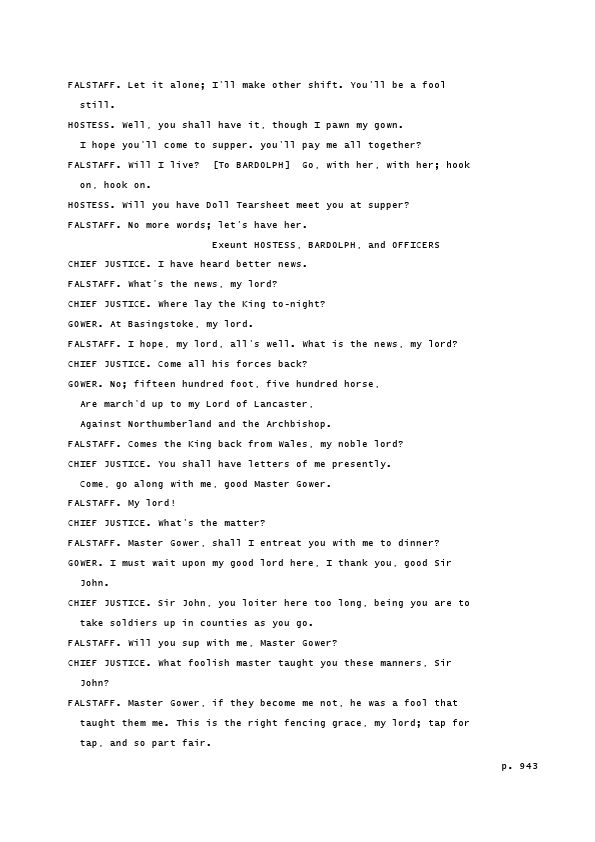 FALSTAFF. Let it alone; I'll make other shift. You'll be a fool
still.
HOSTESS. Well, you shall have it, though I pawn my gown.
I hope you'll come to supper. you'll pay me all together?
FALSTAFF. Will I live?  [To BARDOLPH]  Go, with her, with her; hook
on, hook on.
HOSTESS. Will you have Doll Tearsheet meet you at supper?
FALSTAFF. No more words; let's have her.
Exeunt HOSTESS, BARDOLPH, and OFFICERS
CHIEF JUSTICE. I have heard better news.
FALSTAFF. What's the news, my lord?
CHIEF JUSTICE. Where lay the King to-night?
GOWER. At Basingstoke, my lord.
FALSTAFF. I hope, my lord, all's well. What is the news, my lord?
CHIEF JUSTICE. Come all his forces back?
GOWER. No; fifteen hundred foot, five hundred horse,
Are march'd up to my Lord of Lancaster,
Against Northumberland and the Archbishop.
FALSTAFF. Comes the King back from Wales, my noble lord?
CHIEF JUSTICE. You shall have letters of me presently.
Come, go along with me, good Master Gower.
FALSTAFF. My lord!
CHIEF JUSTICE. What's the matter?
FALSTAFF. Master Gower, shall I entreat you with me to dinner?
GOWER. I must wait upon my good lord here, I thank you, good Sir
John.
CHIEF JUSTICE. Sir John, you loiter here too long, being you are to
take soldiers up in counties as you go.
FALSTAFF. Will you sup with me, Master Gower?
CHIEF JUSTICE. What foolish master taught you these manners, Sir
John?
FALSTAFF. Master Gower, if they become me not, he was a fool that
taught them me. This is the right fencing grace, my lord; tap for
tap, and so part fair.
p. 943